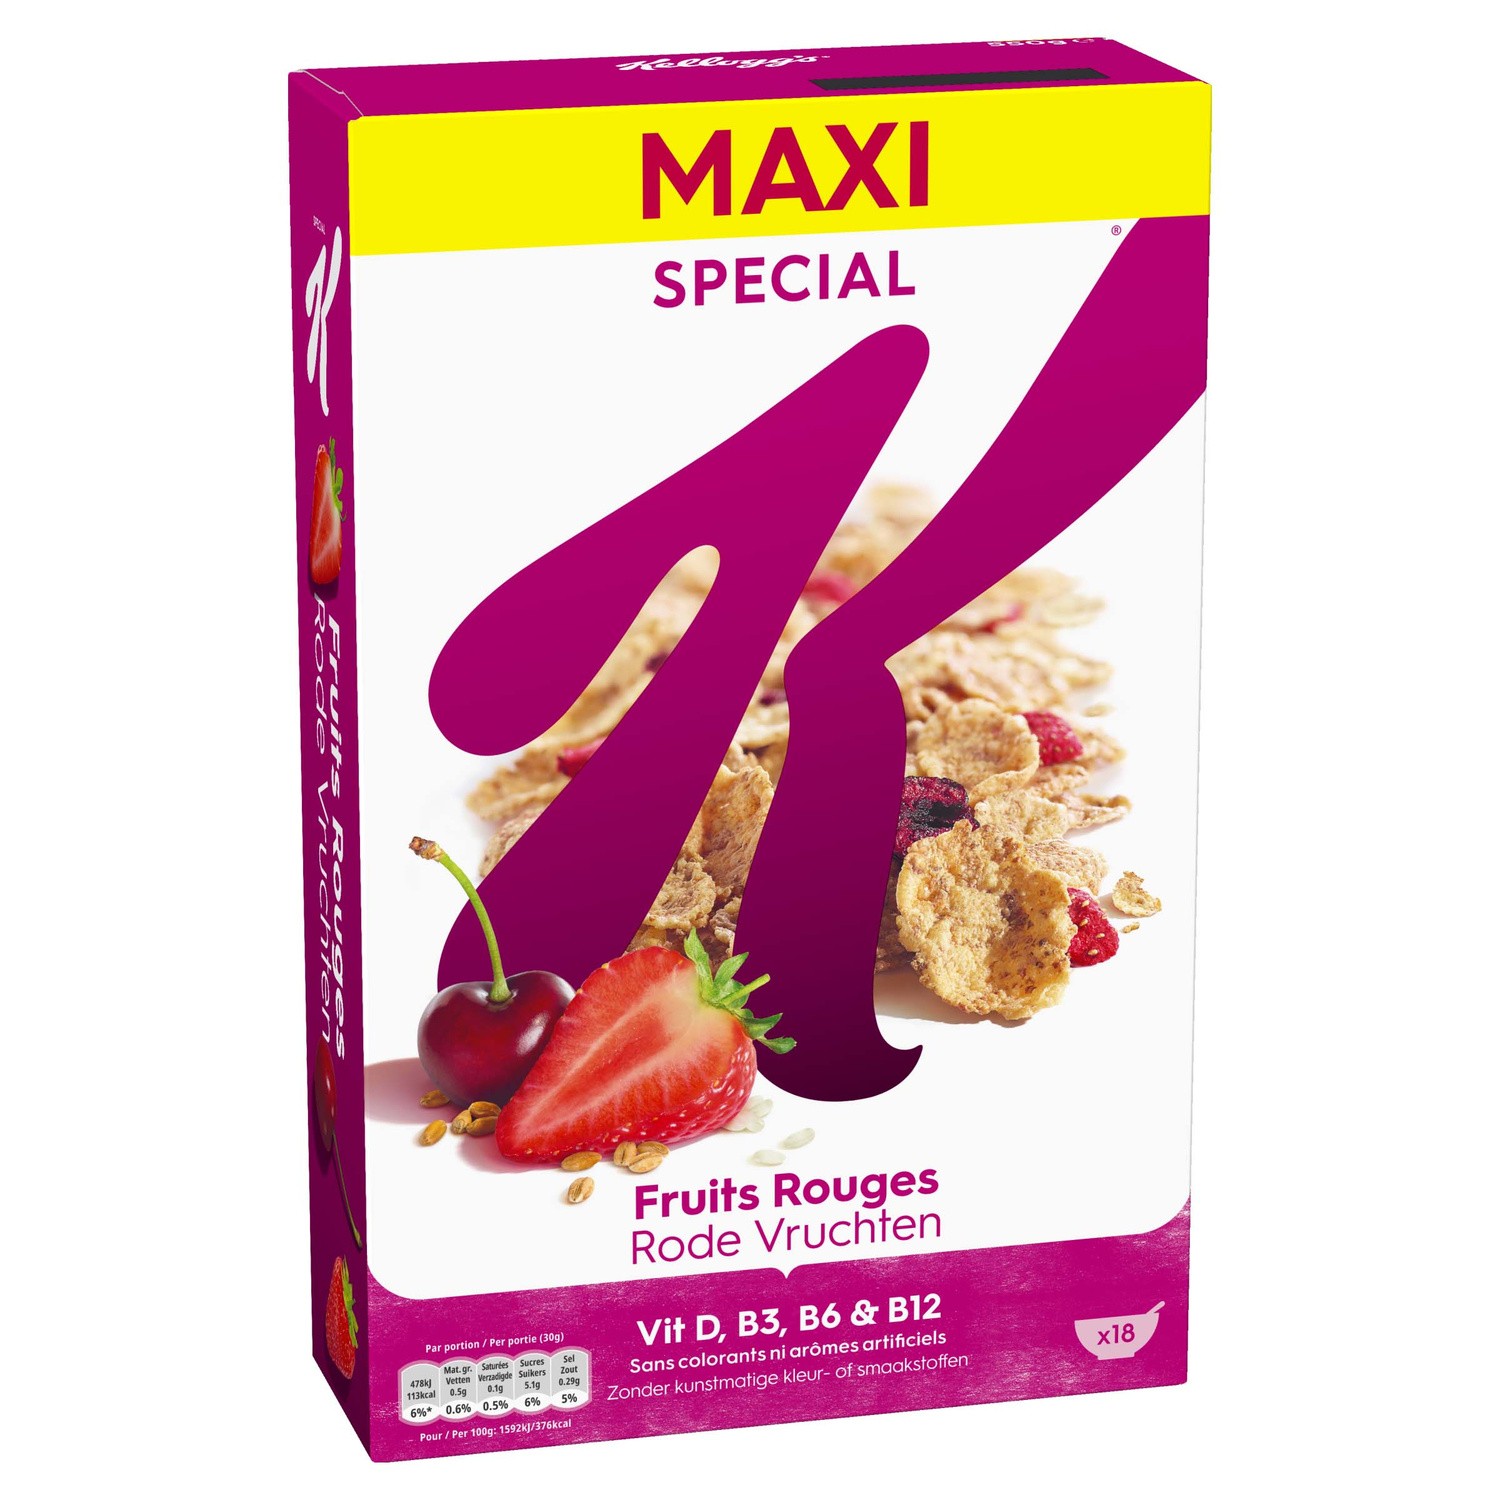 Kellogg's
550g ℮
MAXI
SPECIAL
K
®
Fruits Rouges
Rode Vruchten
Vit D, B3, B6 & B12
Sans colorants ni arômes artificiels
Zonder kunstmatige kleur- of smaakstoffen
x18
Par portion / Per portie (30g)
478kJ
113kcal
6%*
Mat. gr.
Vetten
0.5g
0.6%
Saturées
Verzadigde
0.1g
0.5%
Sucres
Suikers
5.1g
6%
Sel
Zout
0.29g
5%
Pour / Per 100g: 1592kJ/376kcal
SPECIAL
K
Fruits Rouges
Rode Vruchten